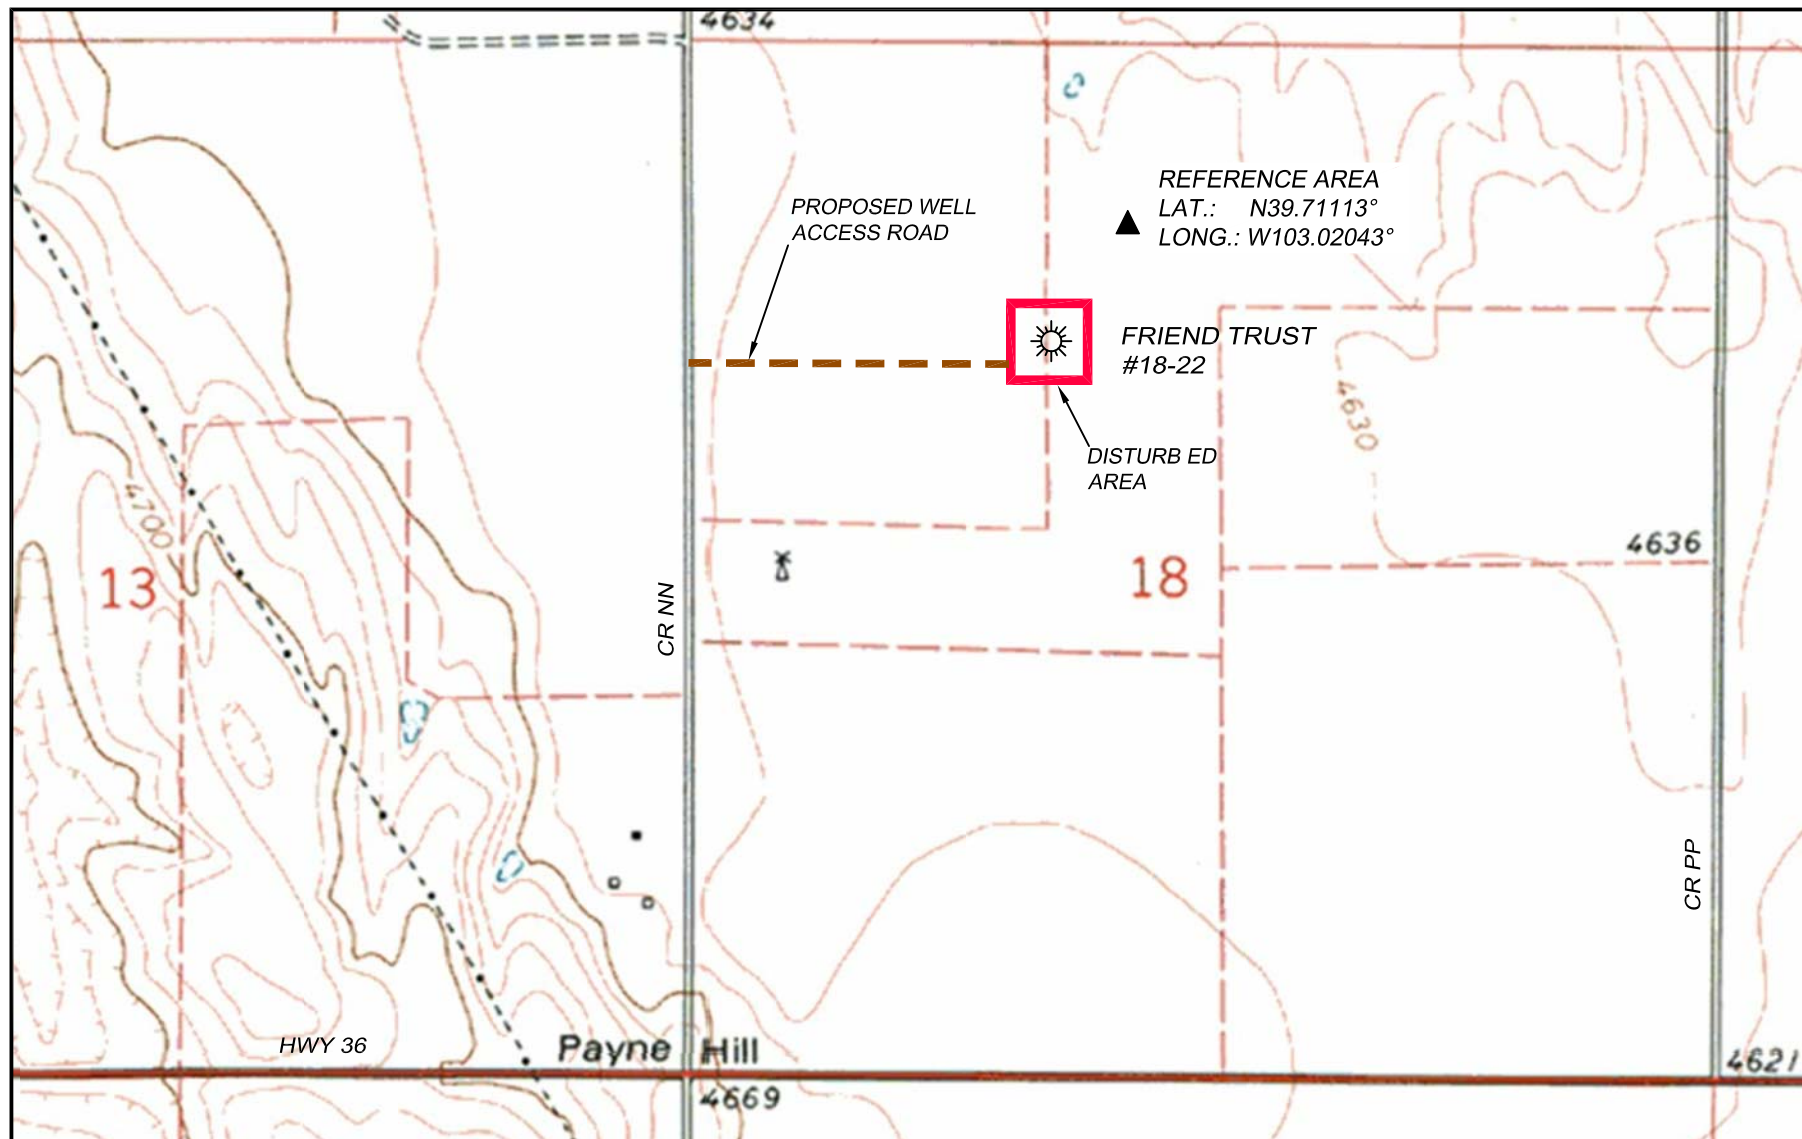 4634
REFERENCE AREA
LAT.: N39.71113°
LONG.: W103.02043°
PROPOSED WELL
ACCESS ROAD
FRIEND TRUST
#18-22
4630
DISTURB ED
AREA
4700
4636
13
18
CR NN
CR PP
HWY 36
Payne Hill
4621
4669